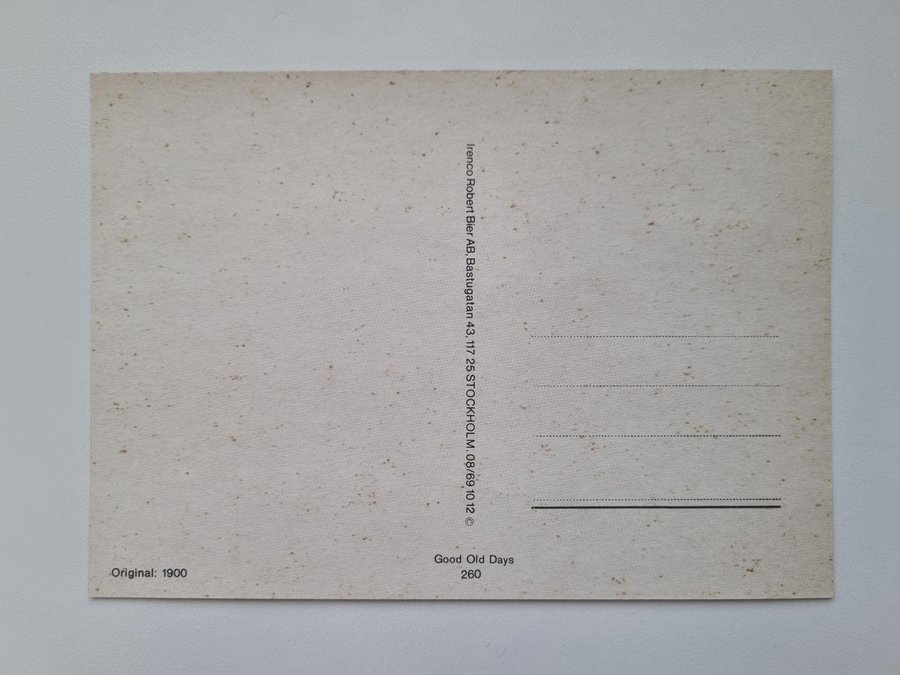 Irenco Robert Bier AB, Bastugatan 43, 117 25 STOCKHOLM. 08/69 10 12 ©
Original: 1900
Good Old Days
260